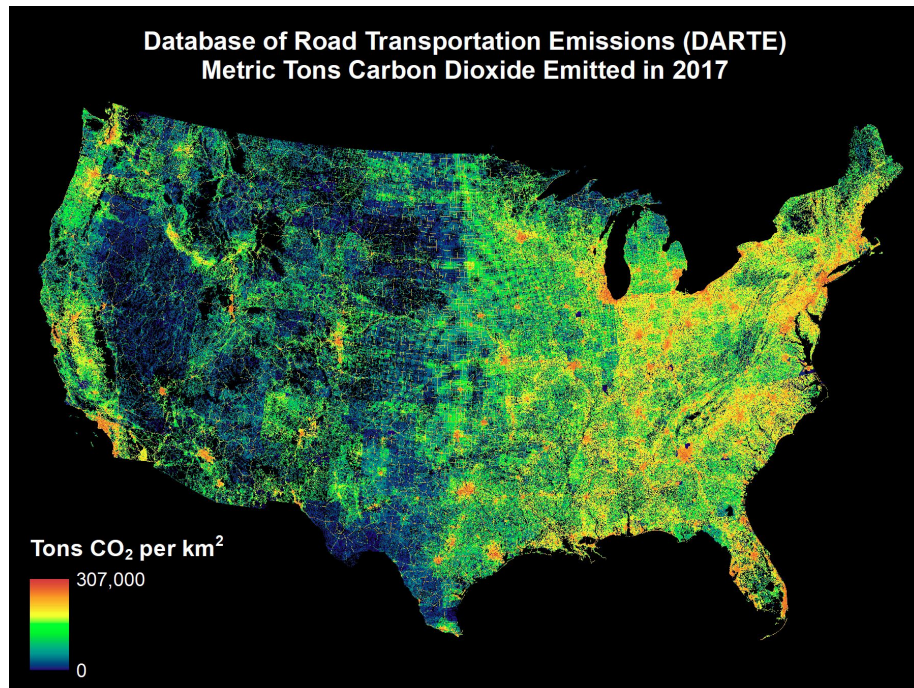 Database of Road Transportation Emissions (DARTE)
Metric Tons Carbon Dioxide Emitted in 2017
Tons CO₂ per km²
307,000
0